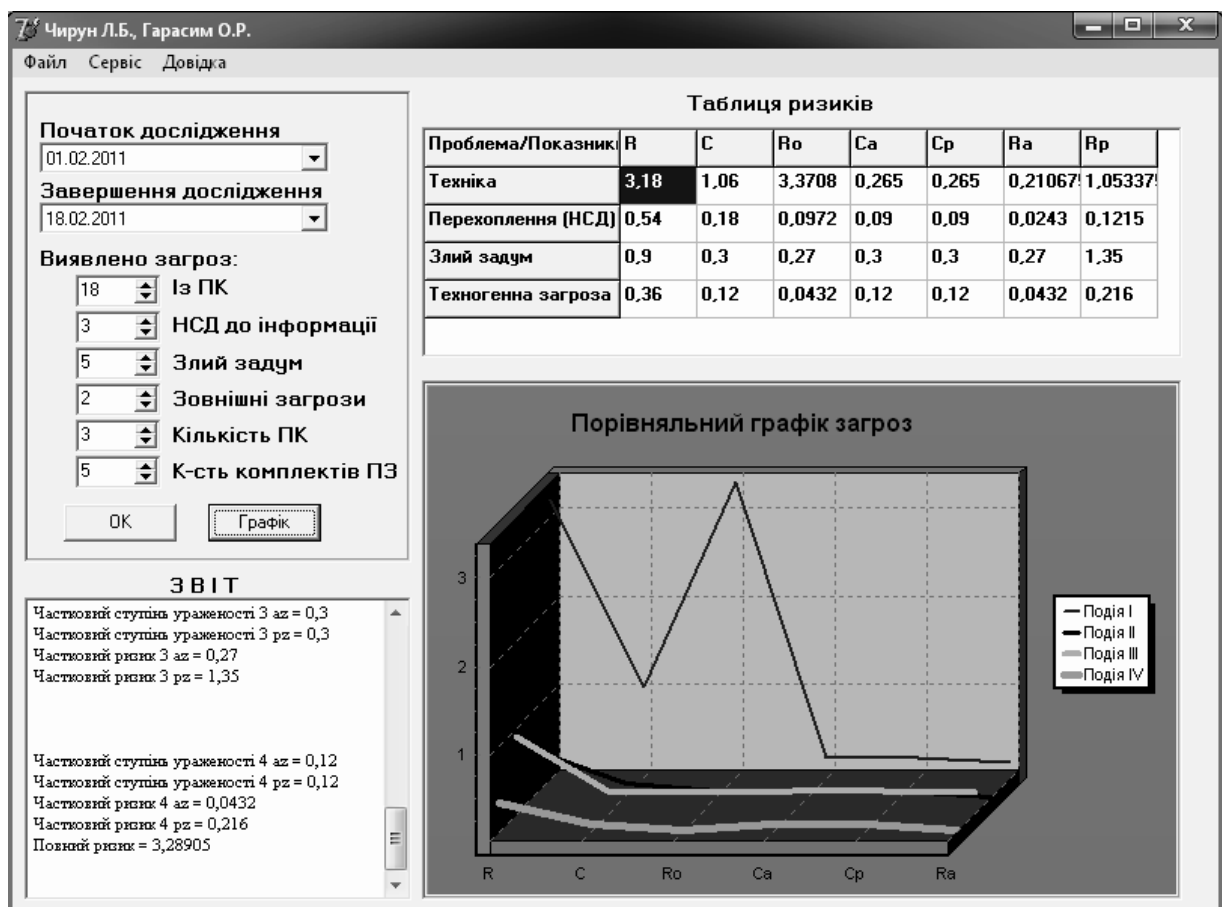 Чирун Л.Б., Гарасим О.Р.
Файл Сервіс Довідка
Початок дослідження
01.02.2011
Завершення дослідження
18.02.2011
Виявлено загроз:
18 Із ПК
3 НСД до інформації
5 Злий задум
2 Зовнішні загрози
3 Кількість ПК
5 К-сть комплектів ПЗ
ОК Графік
ЗВІТ
Частковий ступінь ураженості 3 az = 0,3
Частковий ступінь ураженості 3 pz = 0,3
Частковий ризик 3 az = 0,27
Частковий ризик 3 pz = 1,35
Частковий ступінь ураженості 4 az = 0,12
Частковий ступінь ураженості 4 pz = 0,12
Частковий ризик 4 az = 0,0432
Частковий ризик 4 pz = 0,216
Повний ризик = 3,28905
Таблиця ризиків
Проблема/Показники R C Ro Ca Cp Ra Rp
Техніка 3,18 1,06 3,3708 0,265 0,265 0,21067 1,05337
Перехоплення (НСД) 0,54 0,18 0,0972 0,09 0,09 0,0243 0,1215
Злий задум 0,9 0,3 0,27 0,3 0,3 0,27 1,35
Техногенна загроза 0,36 0,12 0,0432 0,12 0,12 0,0432 0,216
Порівняльний графік загроз
3
2
1
R C Ro Ca Cp Ra
Подія I
Подія II
Подія III
Подія IV